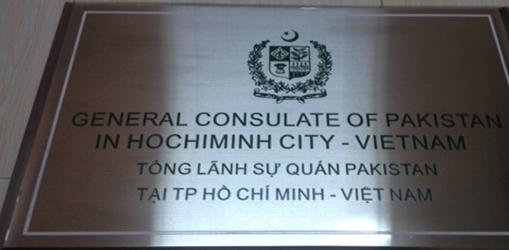 GENERAL CONSULATE OF PAKISTAN
IN HOCHIMINH CITY - VIETNAM
TỔNG LÃNH SỰ QUÁN PAKISTAN
TẠI TP HỒ CHÍ MINH - VIỆT NAM